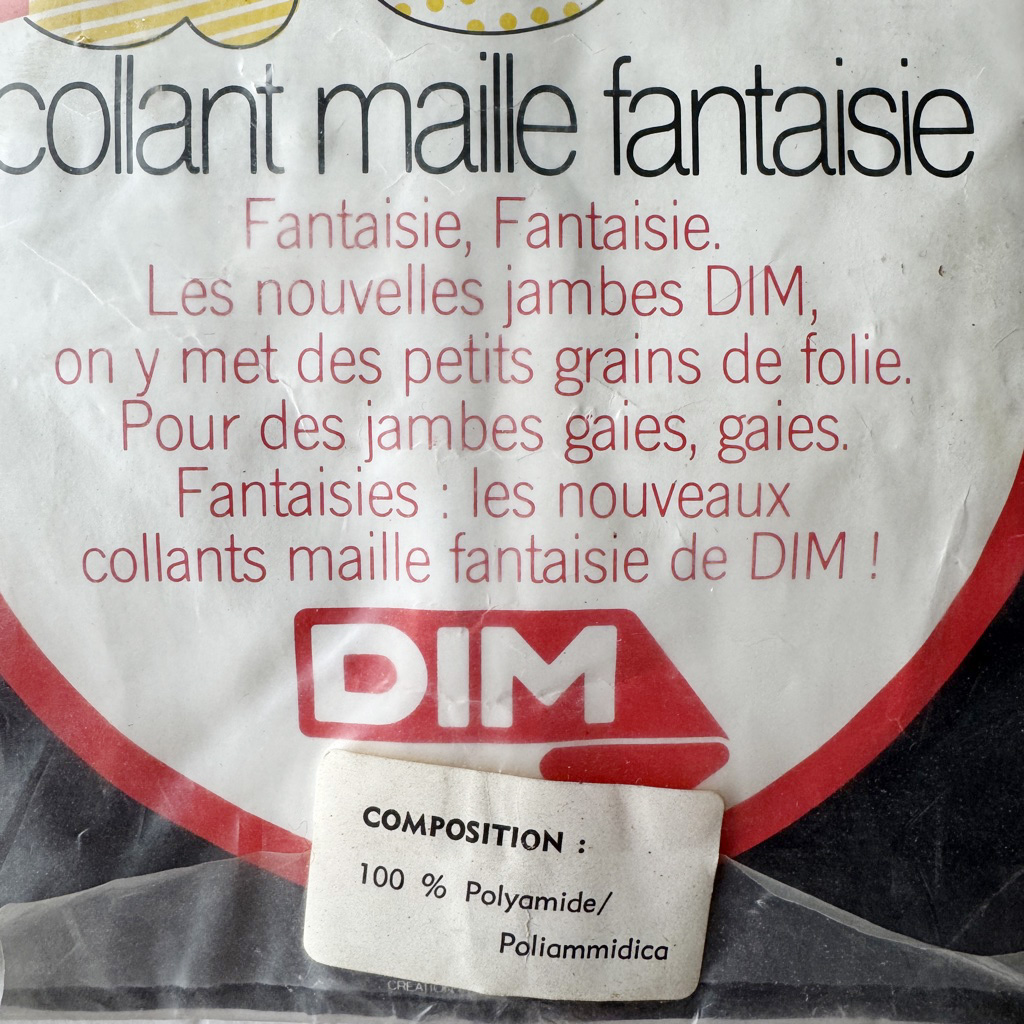 collant maille fantaisie
Fantaisie, Fantaisie.
Les nouvelles jambes DIM,
on y met des petits grains de folie.
Pour des jambes gaies, gaies.
Fantaisies : les nouveaux
collants maille fantaisie de DIM !
DIM
COMPOSITION :
100 % Polyamide/
Poliammidica
CREATION